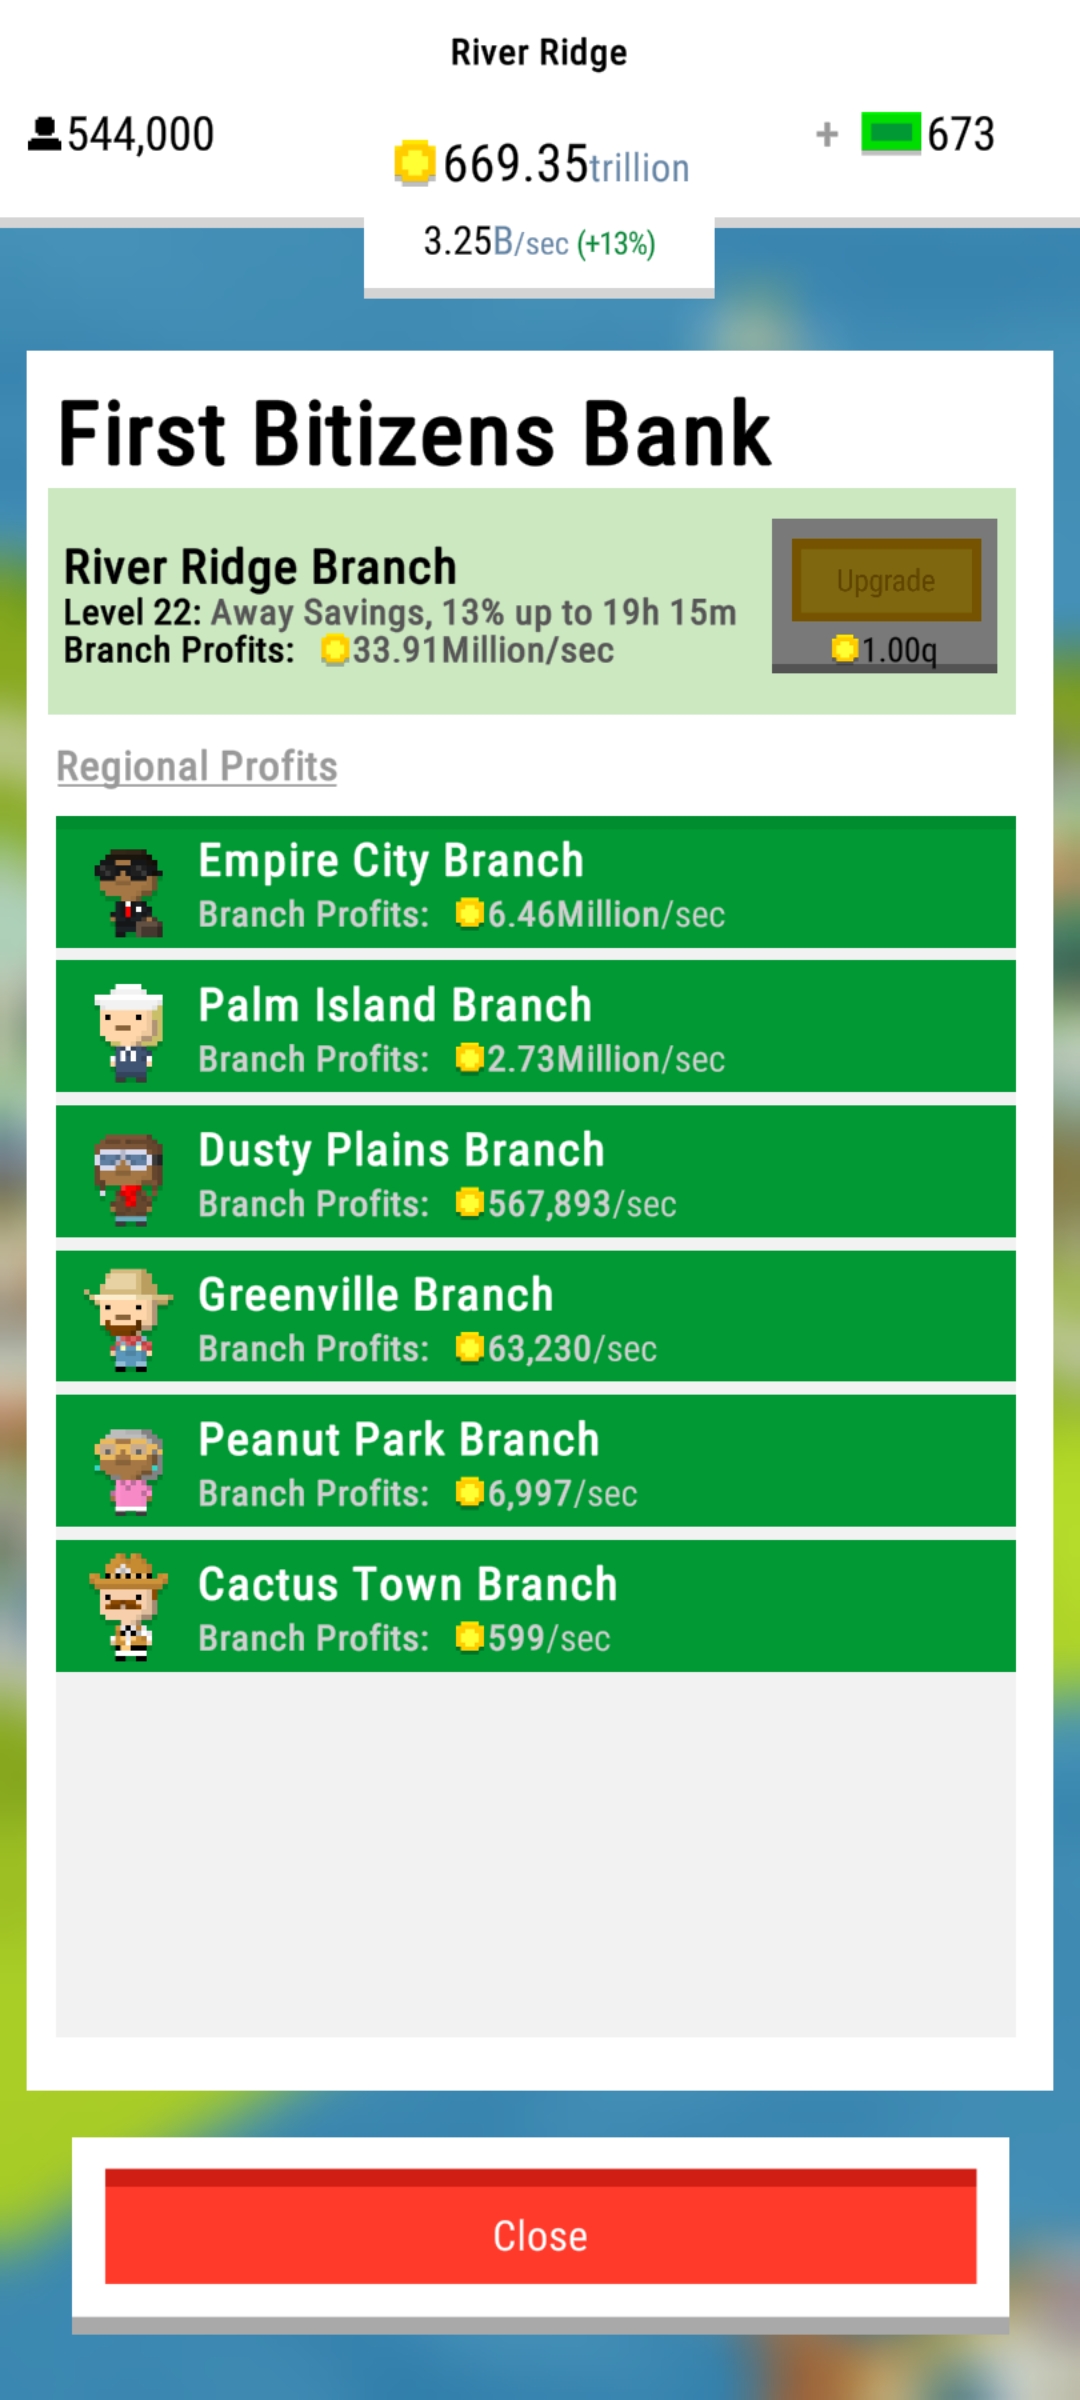 River Ridge
544,000
669.35trillion
+ 673
3.25B/sec (+13%)
First Bitizens Bank
River Ridge Branch
Level 22: Away Savings, 13% up to 19h 15m
Branch Profits: 33.91Million/sec
Upgrade
1.00q
Regional Profits
Empire City Branch
Branch Profits: 6.46Million/sec
Palm Island Branch
Branch Profits: 2.73Million/sec
Dusty Plains Branch
Branch Profits: 567,893/sec
Greenville Branch
Branch Profits: 63,230/sec
Peanut Park Branch
Branch Profits: 6,997/sec
Cactus Town Branch
Branch Profits: 599/sec
Close